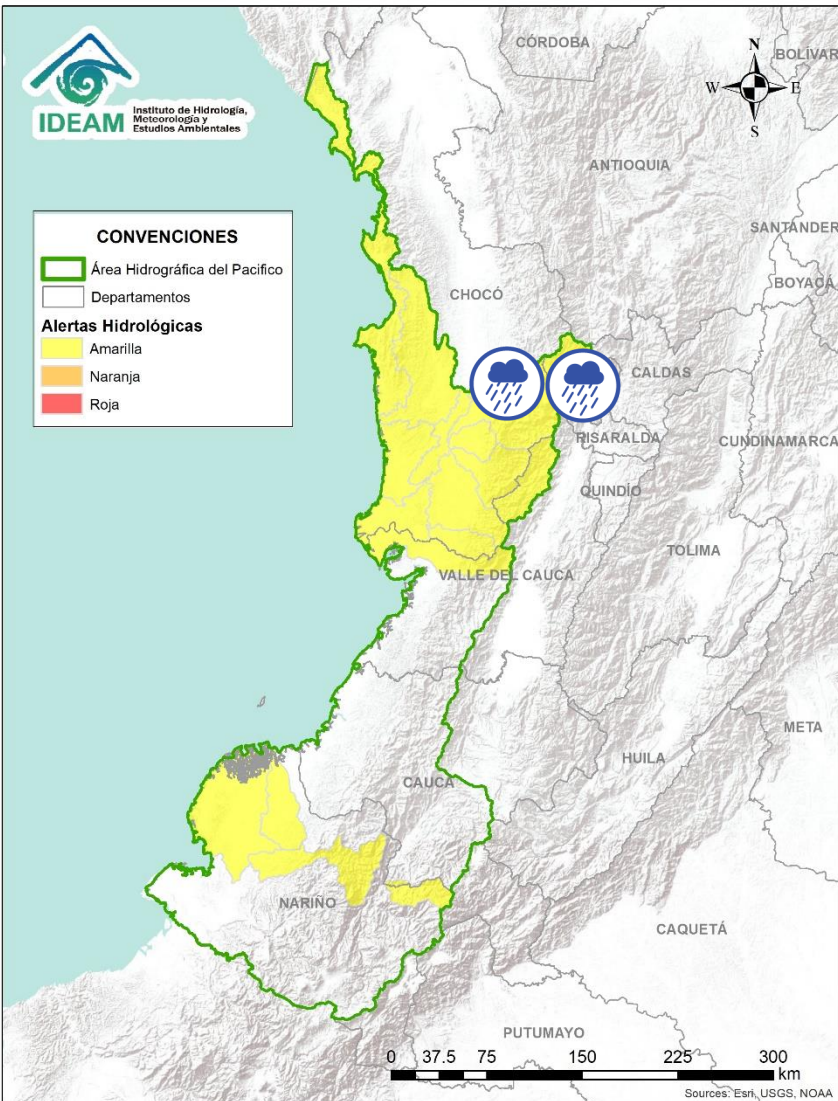 IDEAM
Instituto de Hidrología,
Meteorología y
Estudios Ambientales
CÓRDOBA
BOLÍVAR
N
W E
S
ANTIOQUIA
SANTANDER
BOYACÁ
CONVENCIONES
Área Hidrográfica del Pacifico
Departamentos
Alertas Hidrológicas
Amarilla
Naranja
Roja
CHOCÓ
CALDAS
RISARALDA
CUNDINAMARCA
QUINDÍO
TOLIMA
VALLE DEL CAUCA
META
HUILA
CAUCA
NARIÑO
CAQUETÁ
PUTUMAYO
0 37.5 75 150 225 300
km
Sources: Esri, USGS, NOAA